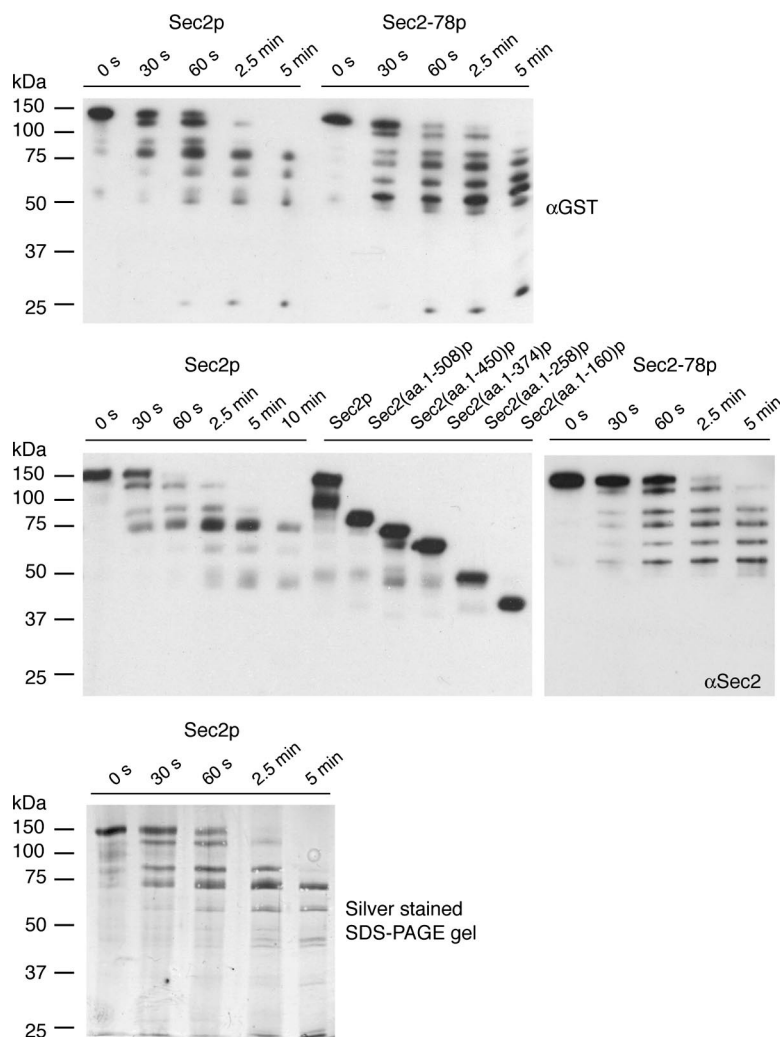 Sec2p Sec2-78p
0 s 30 s 60 s 2.5 min 5 min 0 s 30 s 60 s 2.5 min 5 min
kDa
150
100
75
50
αGST
37
25
Sec2p Sec2p Sec2(aa.1-508)p Sec2(aa.1-450)p Sec2(aa.1-374)p Sec2(aa.1-258)p Sec2(aa.1-160)p Sec2-78p
0 s 30 s 60 s 2.5 min 5 min 10 min 0 s 30 s 60 s 2.5 min 5 min
kDa
150
100
75
50
37
25
αSec2
Sec2p
0 s 30 s 60 s 2.5 min 5 min
kDa
150
100
75
Silver stained
50
SDS-PAGE gel
37
25